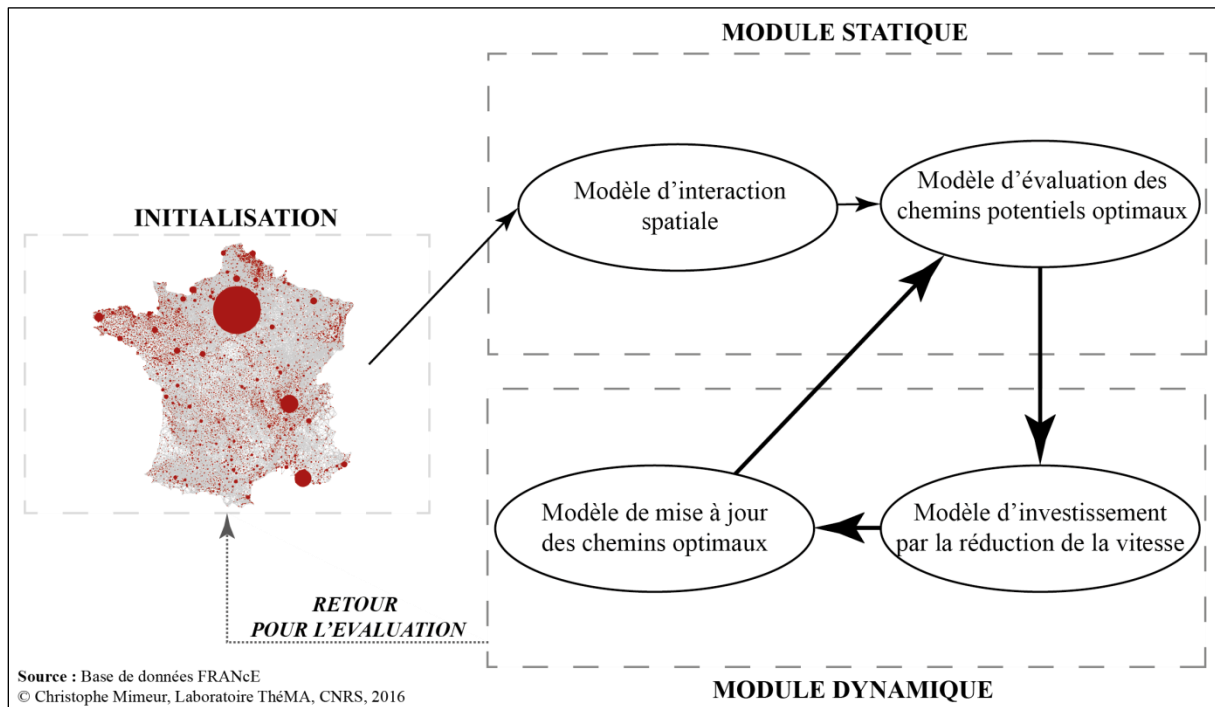 MODULE STATIQUE
Modèle d'interaction
spatiale
Modèle d'évaluation des
chemins potentiels optimaux
INITIALISATION
Modèle de mise à jour
des chemins optimaux
Modèle d'investissement
par la réduction de la vitesse
RETOUR
POUR L'EVALUATION
MODULE DYNAMIQUE
Source : Base de données FRANcE
© Christophe Mimeur, Laboratoire ThéMA, CNRS, 2016